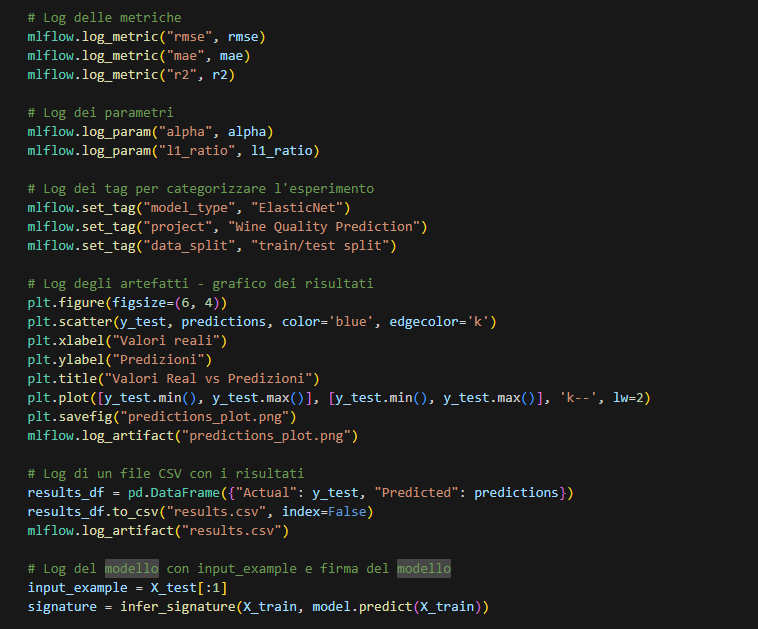 # Log delle metriche
mlflow.log_metric("rmse", rmse)
mlflow.log_metric("mae", mae)
mlflow.log_metric("r2", r2)
# Log dei parametri
mlflow.log_param("alpha", alpha)
mlflow.log_param("l1_ratio", l1_ratio)
# Log dei tag per categorizzare l'esperimento
mlflow.set_tag("model_type", "ElasticNet")
mlflow.set_tag("project", "Wine Quality Prediction")
mlflow.set_tag("data_split", "train/test split")
# Log degli artefatti - grafico dei risultati
plt.figure(figsize=(6, 4))
plt.scatter(y_test, predictions, color='blue', edgecolor='k')
plt.xlabel("Valori reali")
plt.ylabel("Predizioni")
plt.title("Valori Real vs Predizioni")
plt.plot([y_test.min(), y_test.max()], [y_test.min(), y_test.max()], 'k--', lw=2)
plt.savefig("predictions_plot.png")
mlflow.log_artifact("predictions_plot.png")
# Log di un file CSV con i risultati
results_df = pd.DataFrame({"Actual": y_test, "Predicted": predictions})
results_df.to_csv("results.csv", index=False)
mlflow.log_artifact("results.csv")
# Log del modello con input_example e firma del modello
input_example = X_test[:1]
signature = infer_signature(X_train, model.predict(X_train))